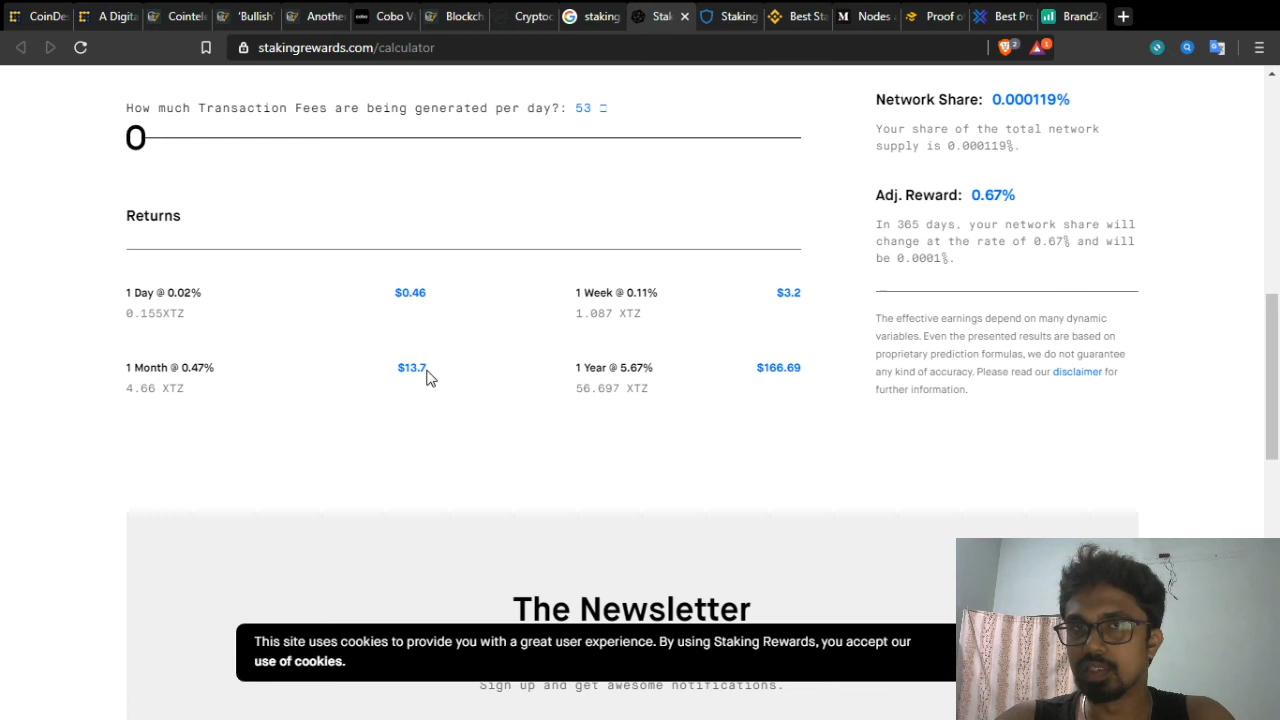 CoinDe
A Digita
Cointele
'Bullish'
Another
cobo
Cobo V
Blockch
Cryptoc
staking
Stak
Staking
Best Sta
Nodes
Proof o
Best Pro
Brand24
stakingrewards.com/calculator
2
1
How much Transaction Fees are being generated per day?: 53
Returns
1 Day @ 0.02%
$0.46
1 Week @ 0.11%
$3.2
0.155XTZ
1.087 XTZ
1 Month @ 0.47%
$13.7
1 Year @ 5.67%
$166.69
4.66 XTZ
56.697 XTZ
Network Share: 0.000119%
Your share of the total network
supply is 0.000119%.
Adj. Reward: 0.67%
In 365 days, your network share will
change at the rate of 0.67% and will
be 0.0001%.
The effective earnings depend on many dynamic
variables. Even the presented results are based on
proprietary prediction formulas, we do not guarantee
any kind of accuracy. Please read our disclaimer for
further information.
The Newsletter
This site uses cookies to provide you with a great user experience. By using Staking Rewards, you accept our
use of cookies.
Sign up and get awesome notifications.